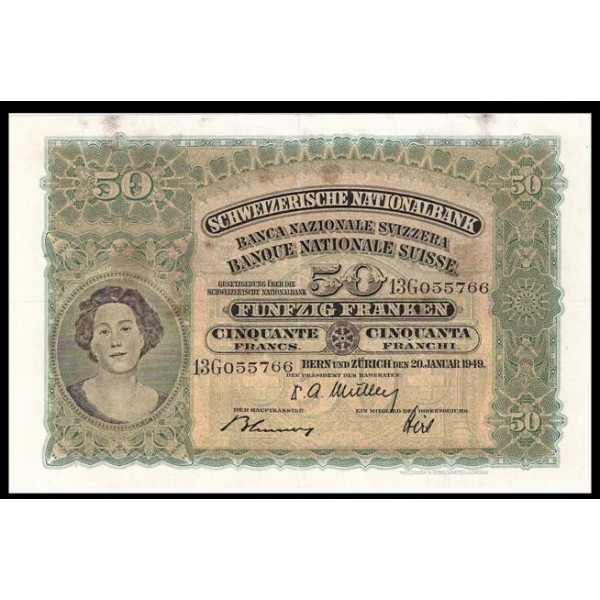 50
50
SCHWEIZERISCHE NATIONALBANK
BANCA NAZIONALE SVIZZERA
BANQUE NATIONALE SUISSE.
GESETZGEBUNG ÜBER DIE
SCHWEIZERISCHE NATIONALBANK
50
13G055766
FÜNFZIG FRANKEN
CINQUANTE
FRANCS.
CINQUANTA
FRANCHI
13G055766
BERN UND ZÜRICH DEN 20. JANUAR 1949.
DER PRÄSIDENT DES BANKRATES:
DER HAUPTKASSIER:
EIN MITGLIED DES DIREKTORIUMS
50